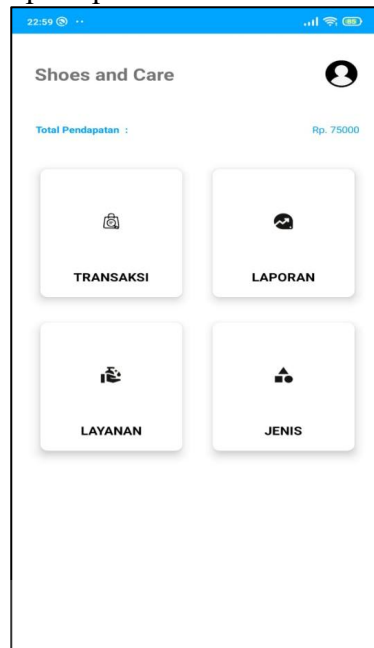 22:59
Shoes and Care
Total Pendapatan : Rp. 75000
TRANSAKSI LAPORAN
LAYANAN JENIS